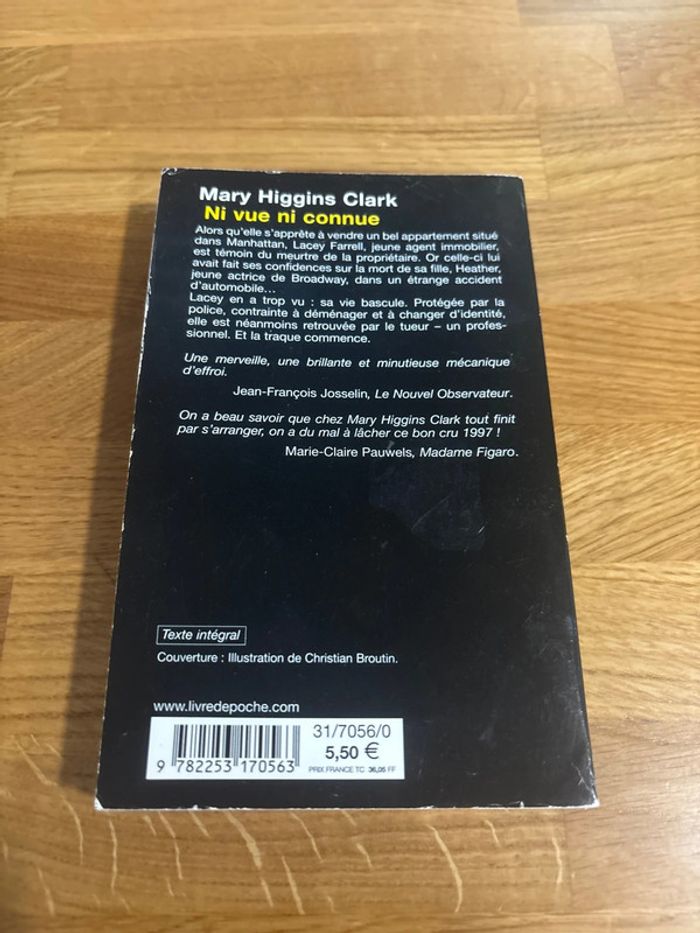 Mary Higgins Clark
Ni vue ni connue
Alors qu'elle s'apprête à vendre un bel appartement situé
dans Manhattan, Lacey Farrell, jeune agent immobilier,
est témoin du meurtre de la propriétaire. Or celle-ci lui
avait fait ses confidences sur la mort de sa fille, Heather,
jeune actrice de Broadway, dans un étrange accident
d'automobile...
Lacey en a trop vu : sa vie bascule. Protégée par la
police, contrainte à déménager et à changer d'identité,
elle est néanmoins retrouvée par le tueur – un profes-
sionnel. Et la traque commence.
Une merveille, une brillante et minutieuse mécanique
d'effroi.
Jean-François Josselin, Le Nouvel Observateur.
On a beau savoir que chez Mary Higgins Clark tout finit
par s'arranger, on a du mal à lâcher ce bon cru 1997 !
Marie-Claire Pauwels, Madame Figaro.
Texte intégral
Couverture : Illustration de Christian Broutin.
www.livredepoche.com
31/7056/0
5,50 €
PRIX FRANCE TC 36,05 FF
9 782253 170563